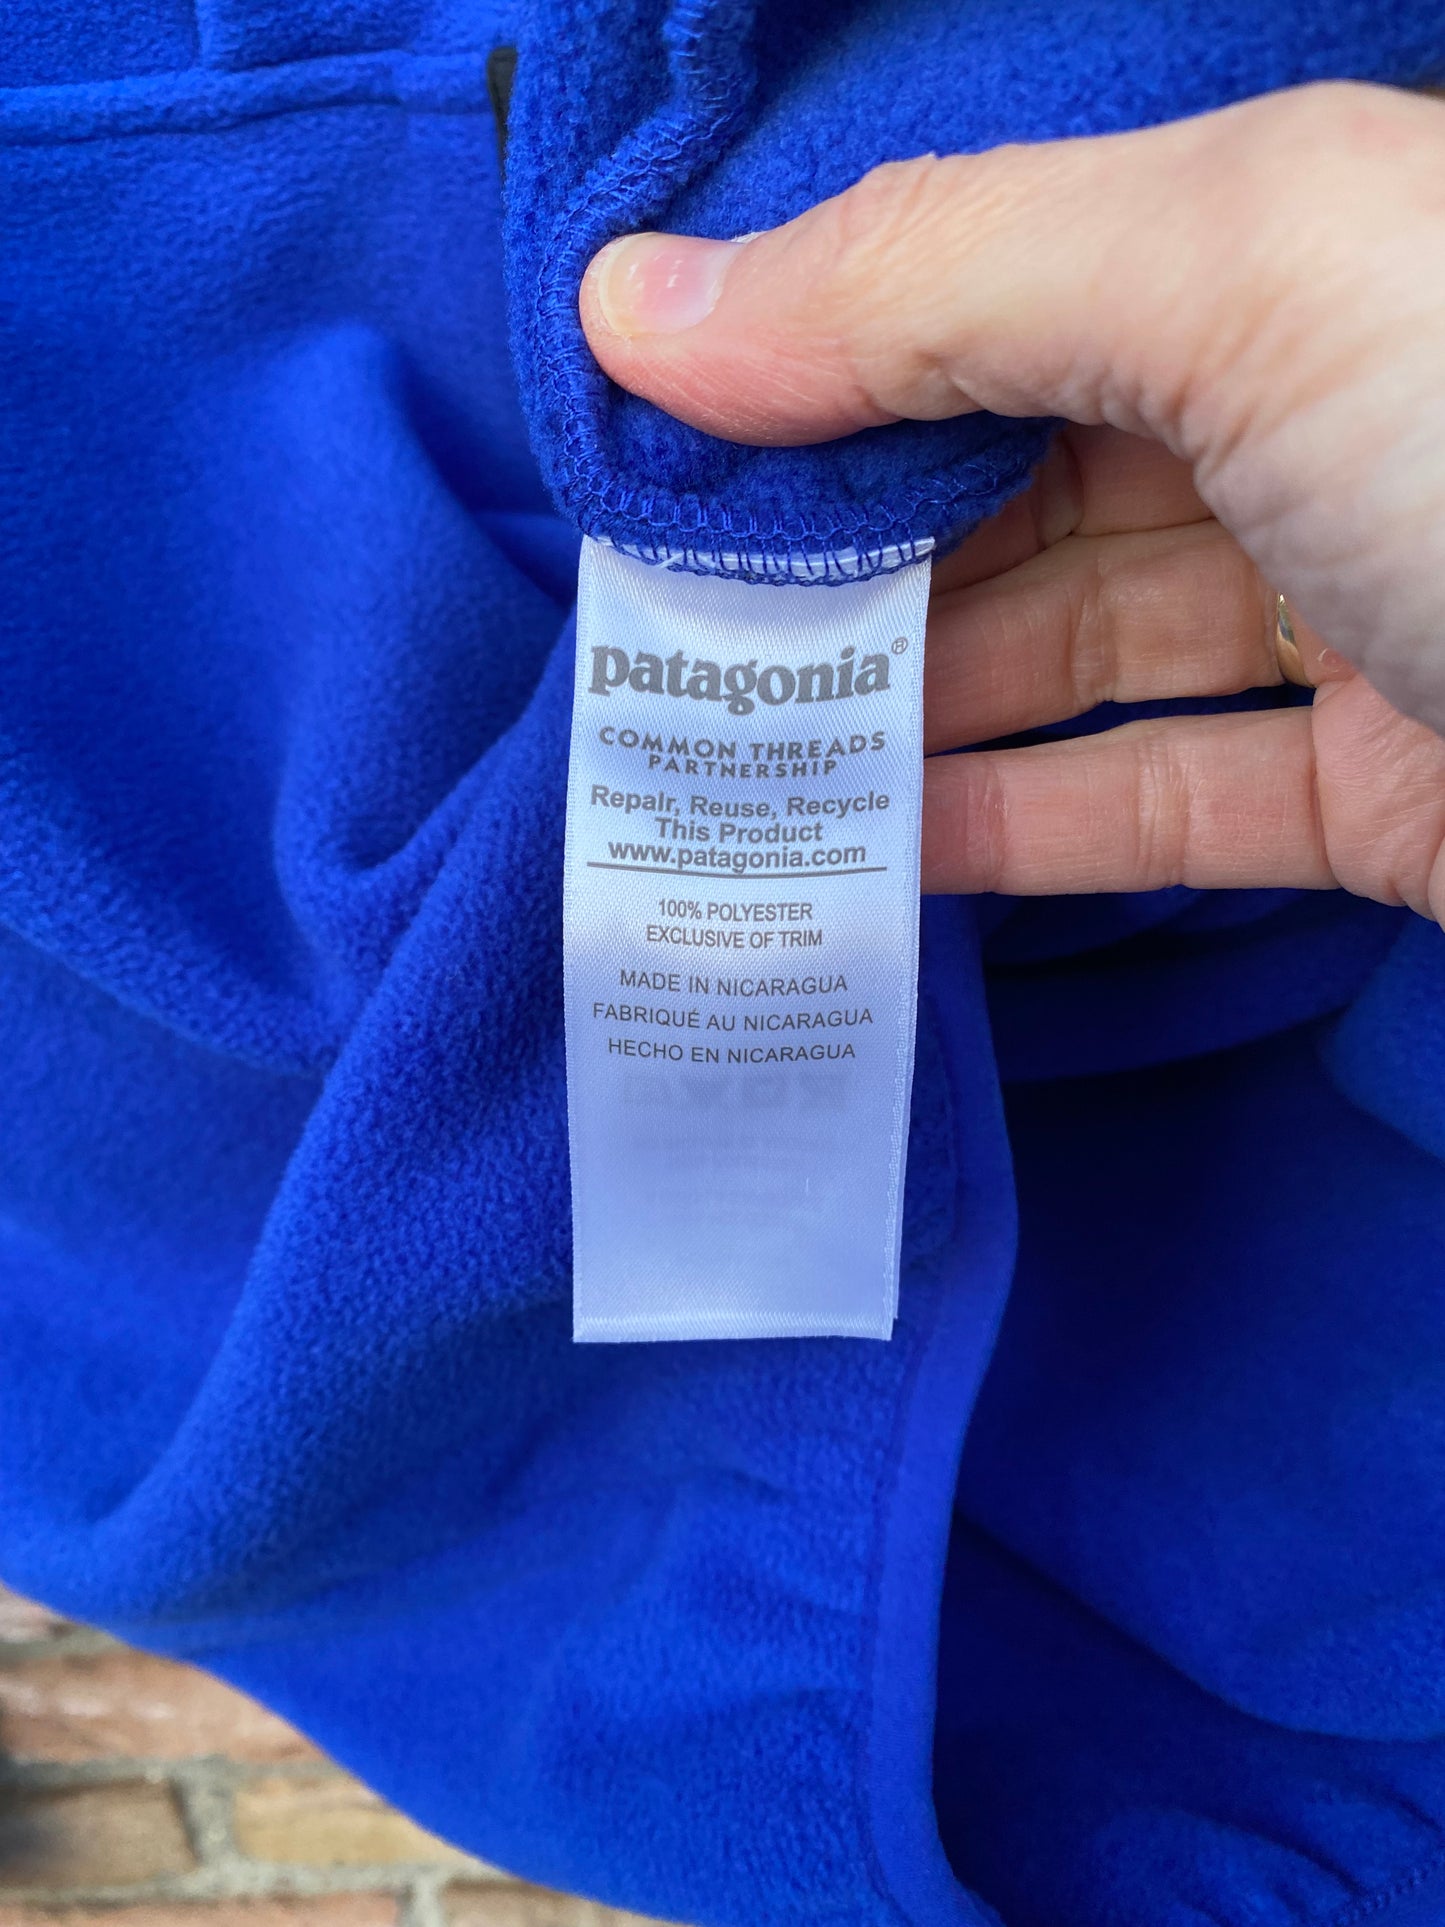 patagonia®
COMMON THREADS
PARTNERSHIP
Repair, Reuse, Recycle
This Product
www.patagonia.com
100% POLYESTER
EXCLUSIVE OF TRIM
MADE IN NICARAGUA
FABRIQUÉ AU NICARAGUA
HECHO EN NICARAGUA